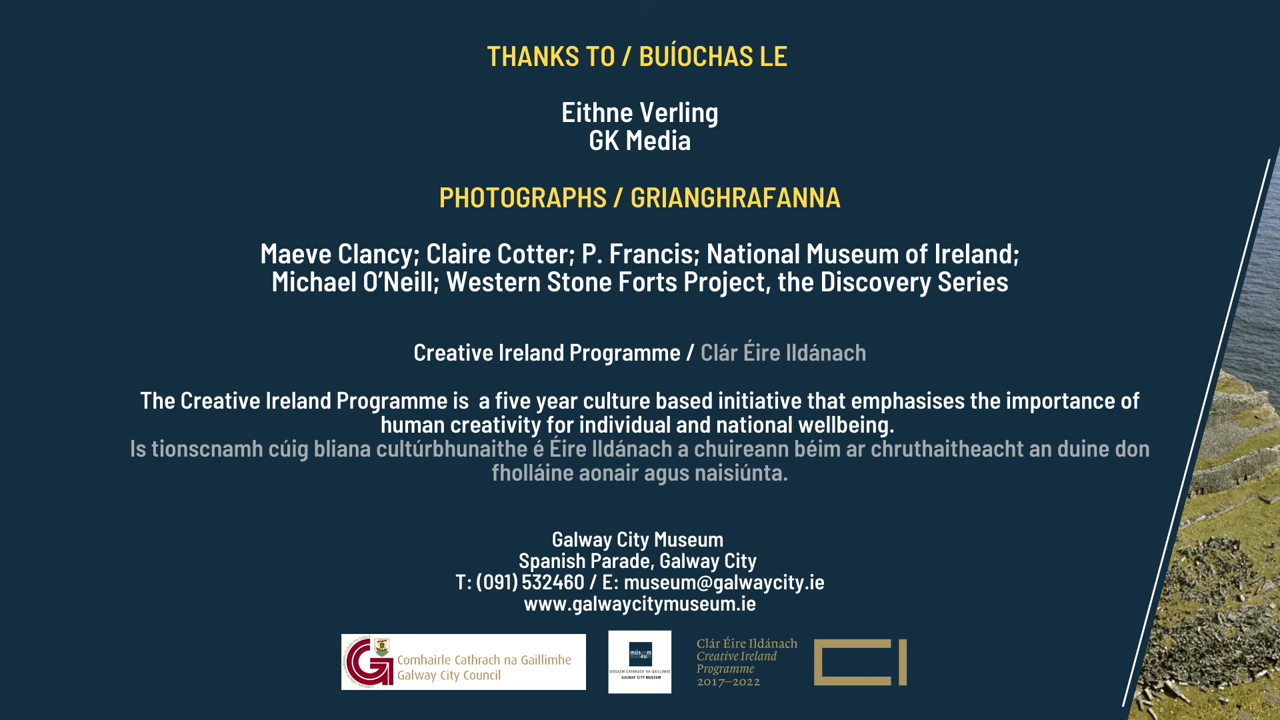 THANKS TO / BUÍOCHAS LE
Eithne Verling
GK Media
PHOTOGRAPHS / GRIANGHRAFANNA
Maeve Clancy; Claire Cotter; P. Francis; National Museum of Ireland;
Michael O’Neill; Western Stone Forts Project, the Discovery Series
Creative Ireland Programme / Clár Éire Ildánach
The Creative Ireland Programme is  a five year culture based initiative that emphasises the importance of
human creativity for individual and national wellbeing.
Is tionscnamh cúig bliana cultúrbhunaithe é Éire Ildánach a chuireann béim ar chruthaitheacht an duine don
fholláine aonair agus naisiúnta.
Galway City Museum
Spanish Parade, Galway City
T: (091) 532460 / E: museum@galwaycity.ie
www.galwaycitymuseum.ie
Comhairle Cathrach na Gaillimhe
Galway City Council
GALWAY CITY MUSEUM
Clár Éire Ildánach
Creative Ireland
Programme
2017–2022